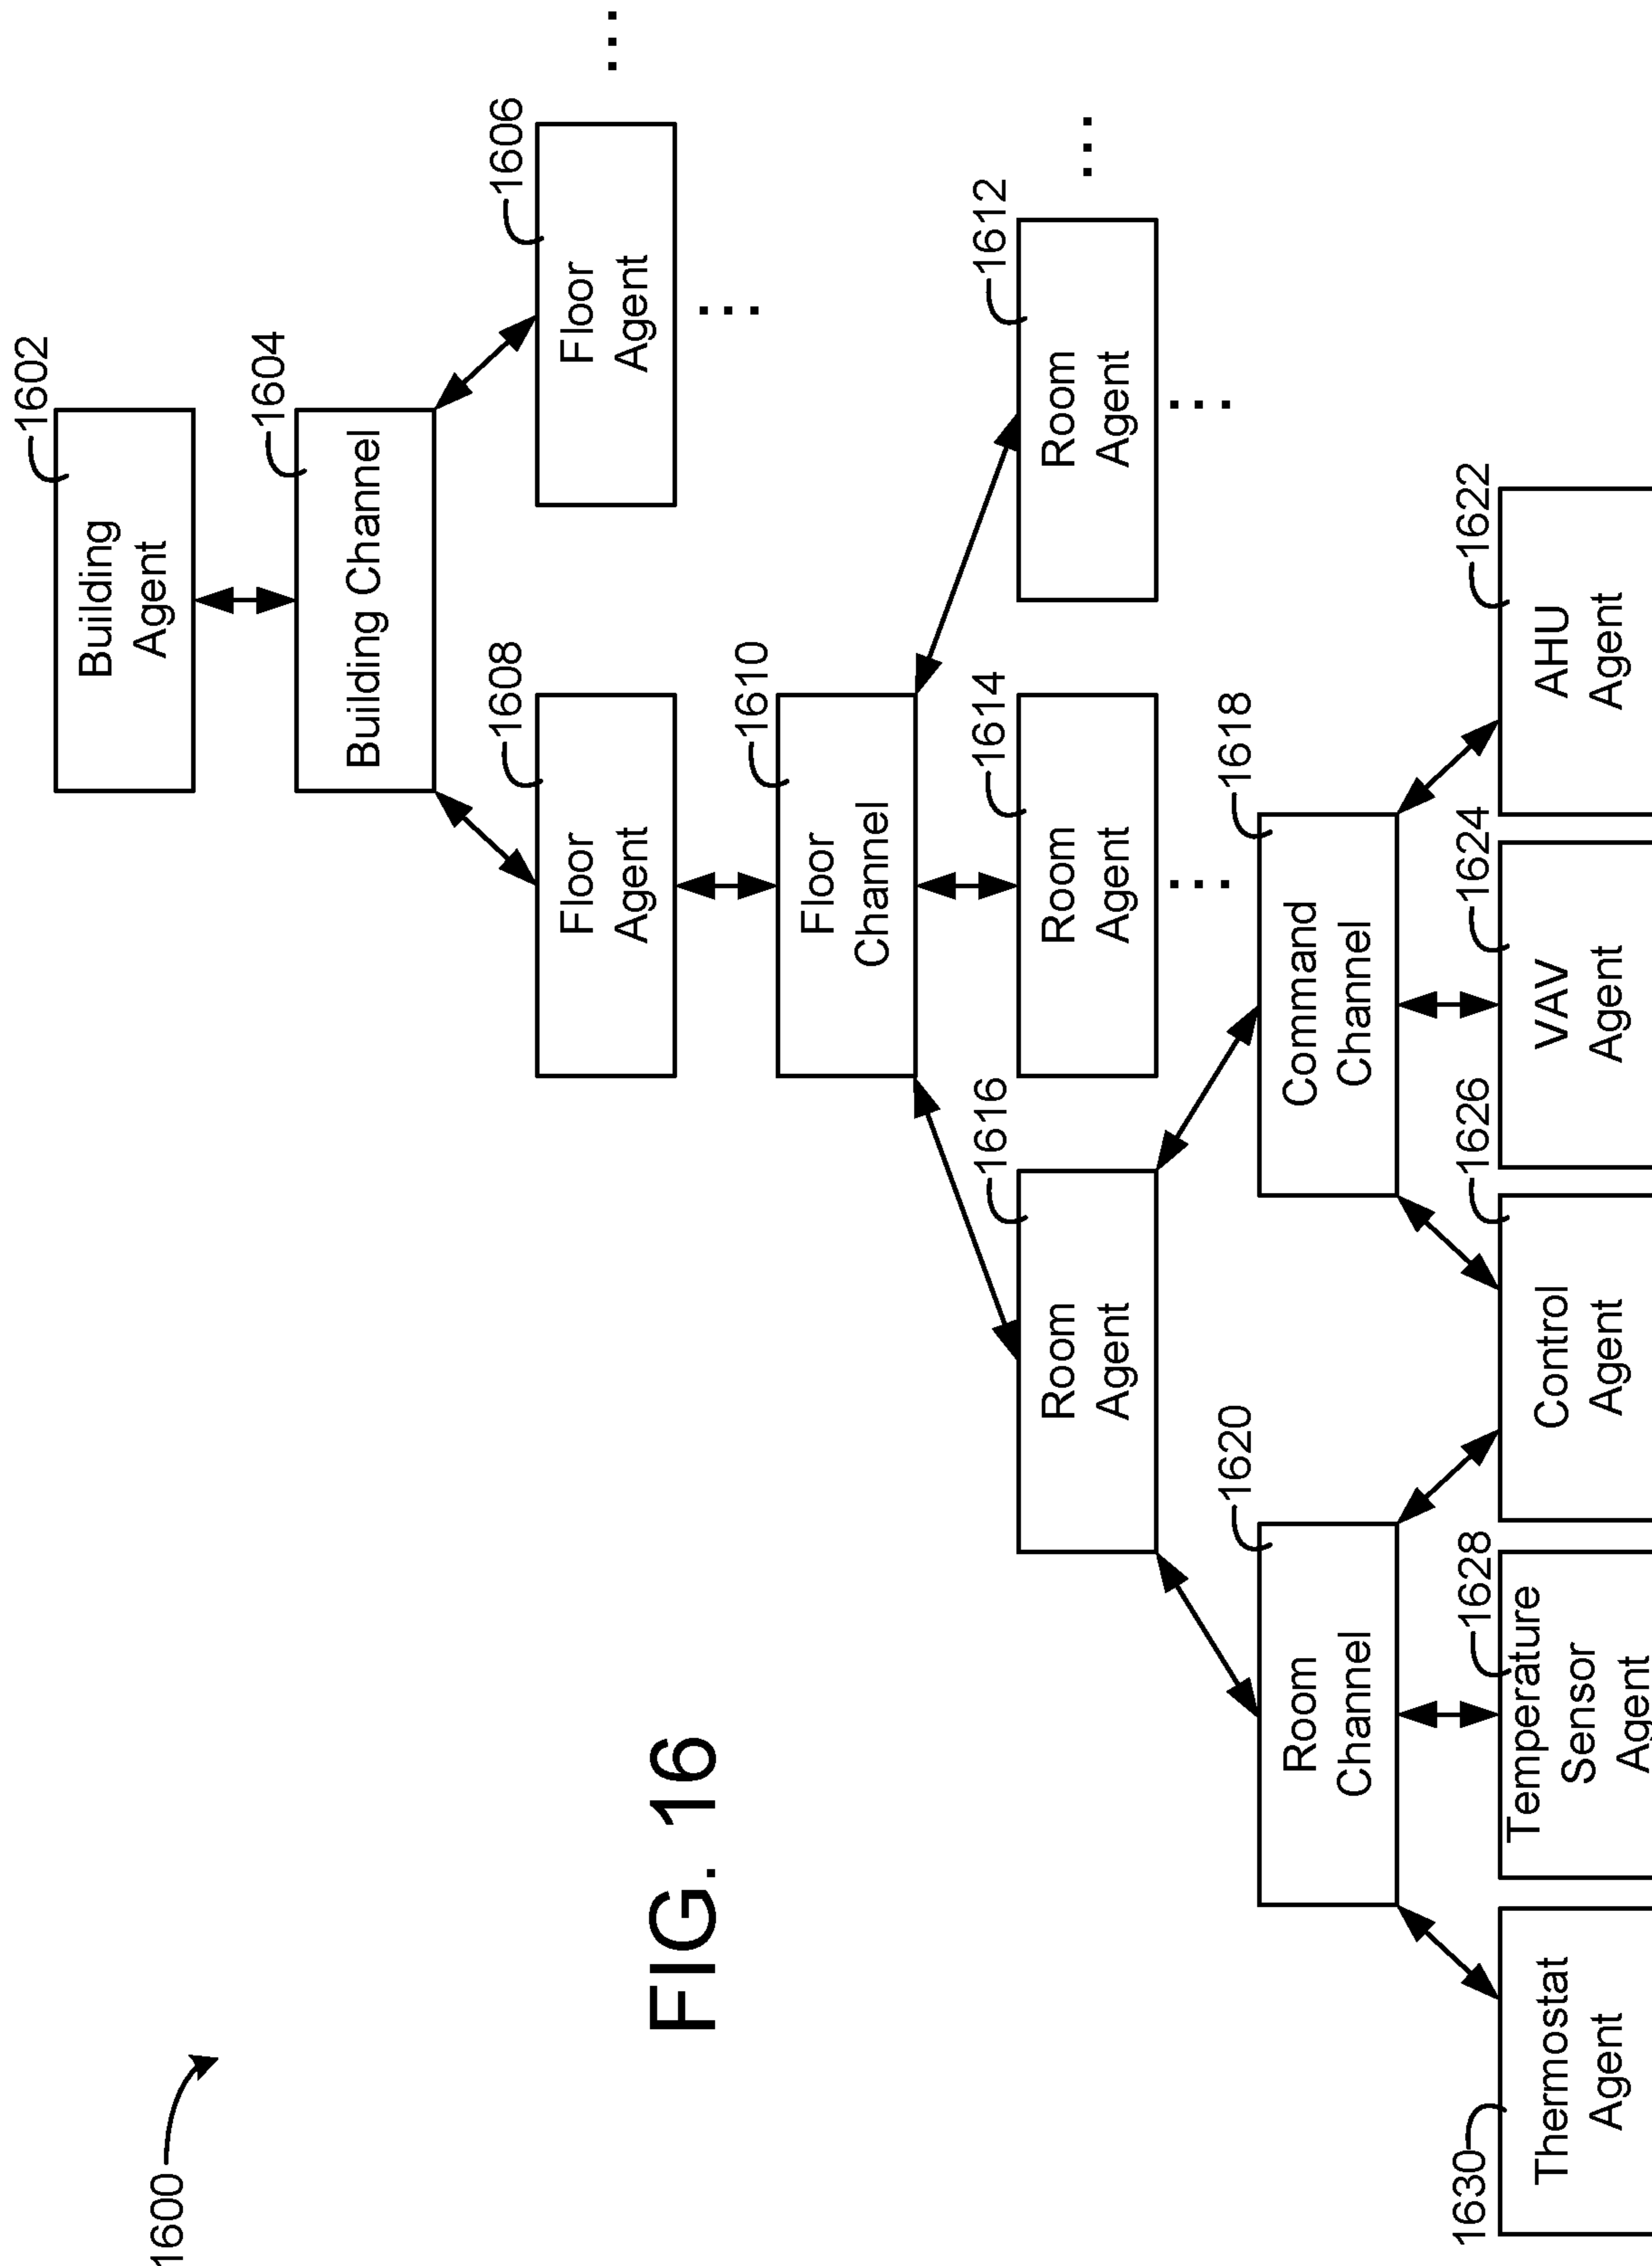 1600
1602
Building
Agent
1604
Building Channel
1608
Floor
Agent
1606
Floor
Agent
...
...
1610
Floor
Channel
1616
Room
Agent
1614
Room
Agent
...
1612
Room
Agent
...
...
1620
Room
Channel
1618
Command
Channel
1630
Thermostat
Agent
1628
Temperature
Sensor
Agent
1626
Control
Agent
1624
VAV
Agent
1622
AHU
Agent
FIG. 16